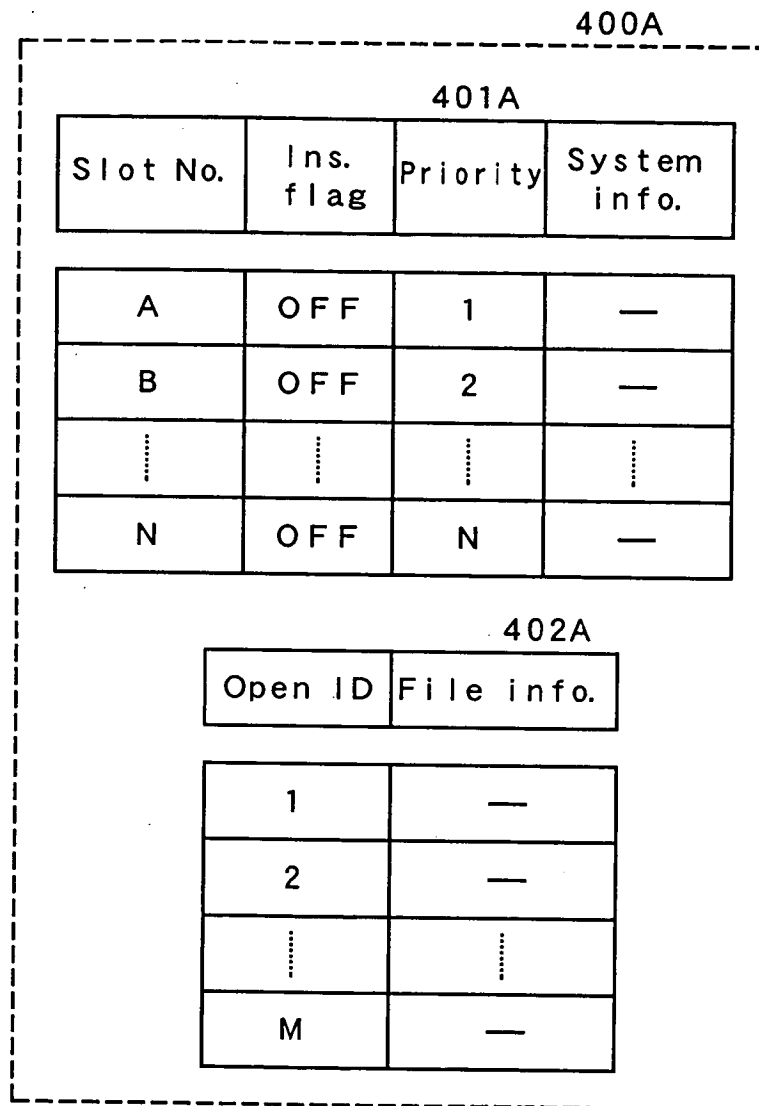 400A
401A
Slot No. Ins. flag Priority System info.
A OFF 1 —
B OFF 2 —
N OFF N —
402A
Open ID File info.
1 —
2 —
M —